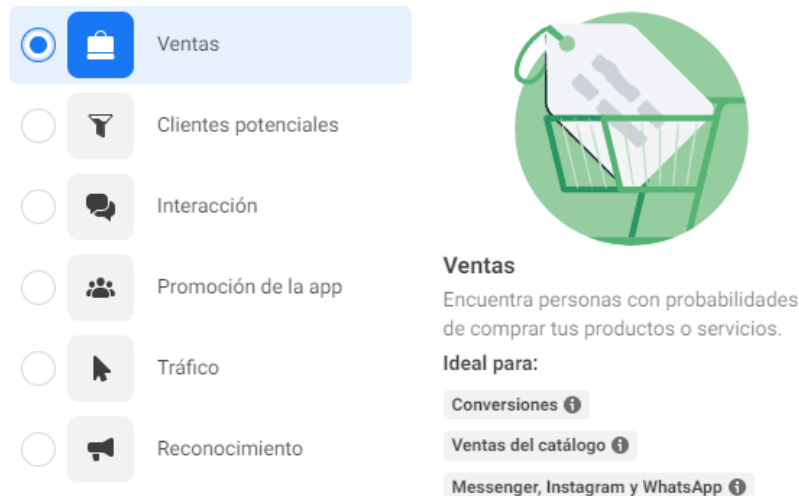 Ventas
Clientes potenciales
Interacción
Promoción de la app
Tráfico
Reconocimiento
Ventas
Encuentra personas con probabilidades
de comprar tus productos o servicios.
Ideal para:
Conversiones
Ventas del catálogo
Messenger, Instagram y WhatsApp